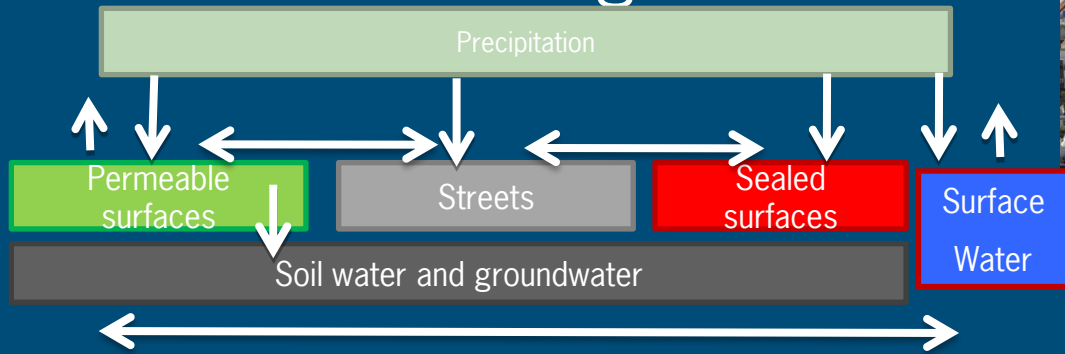 Precipitation
Permeable
surfaces
Streets
Sealed
surfaces
Surface
Water
Soil water and groundwater